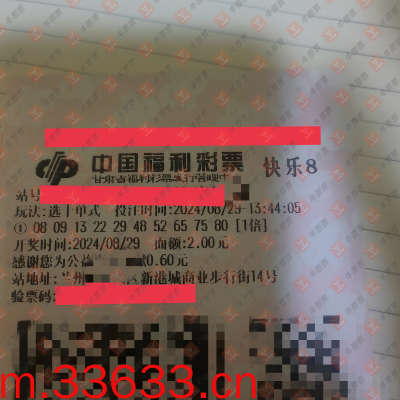 中国福利彩票 快乐8
站号
玩法:选十单式 投注时间:2024/08/29-13:44:05
① 08 09 13 22 29 48 52 65 75 80 [1倍]
开奖时间:2024/08/29 面额:2.00元
感谢您为公益 0.60元
站地址:兰州 新港城商业步行街14号
验票码:
m.33633.cn